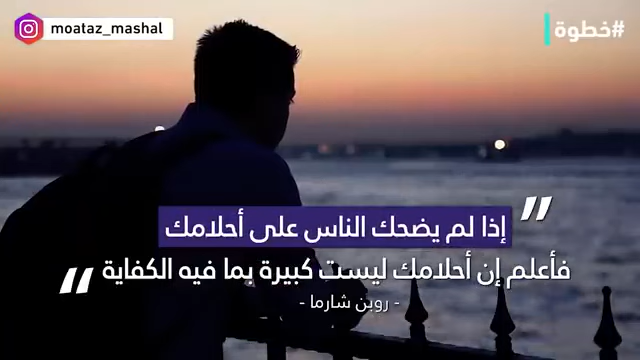 moataz_mashal
#خطوة
"إذا لم يضحك الناس على أحلامك
فأعلم إن أحلامك ليست كبيرة بما فيه الكفاية"
- روبن شارما -